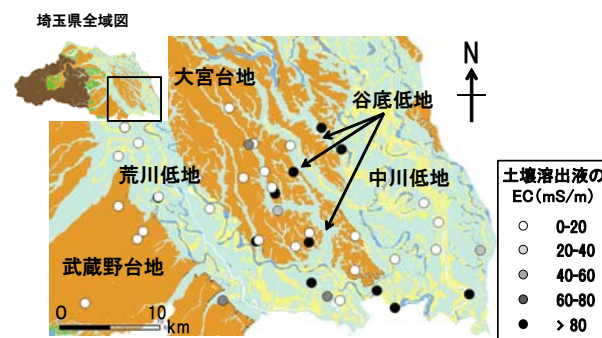 埼玉県全域図
大宮台地
谷底低地
N
荒川低地
中川低地
武蔵野台地
0 10
km
土壌溶出液の
EC(mS/m)
0-20
20-40
40-60
60-80
> 80